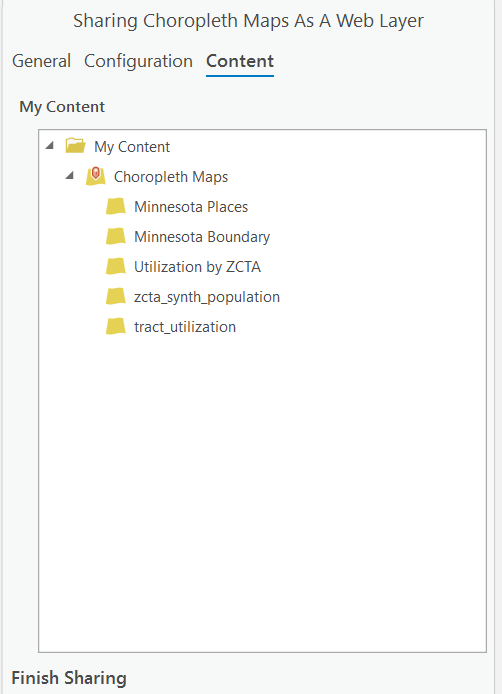 Sharing Choropleth Maps As A Web Layer
General Configuration Content
My Content
My Content
Choropleth Maps
Minnesota Places
Minnesota Boundary
Utilization by ZCTA
zcta_synth_population
tract_utilization
Finish Sharing